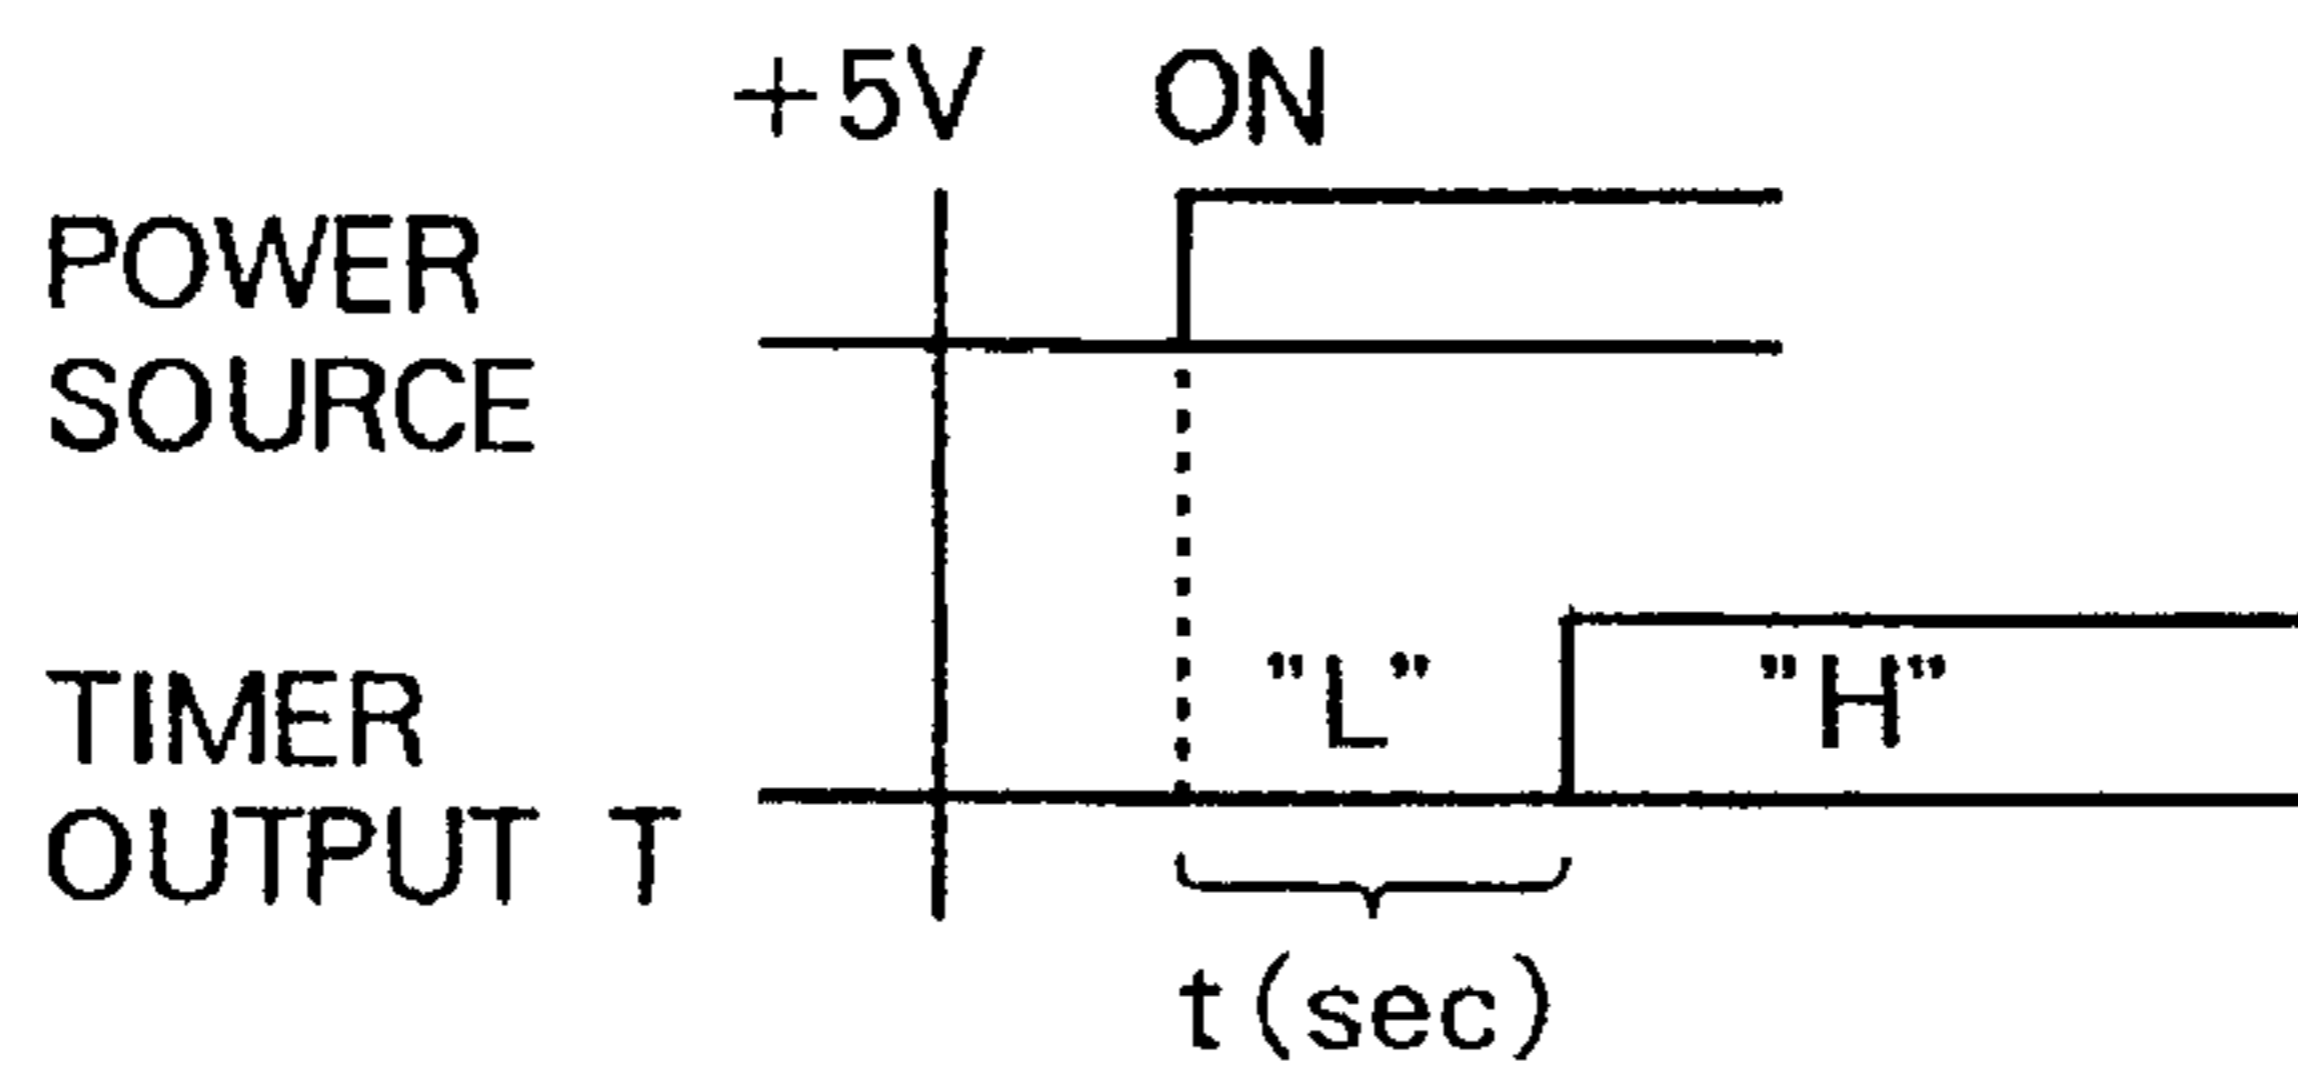 +5V ON
POWER
SOURCE
"L" "H"
TIMER
OUTPUT T
t(sec)